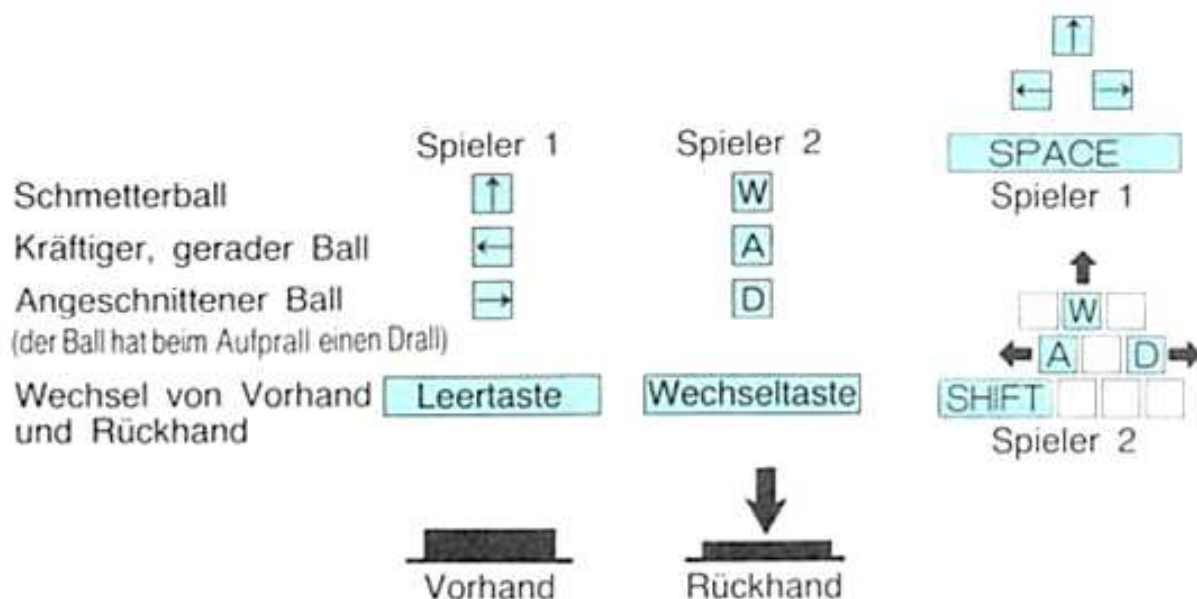 Spieler 1 Spieler 2
Schmetterball ↑ W
Kräftiger, gerader Ball ← A
Angeschnittener Ball → D
(der Ball hat beim Aufprall einen Drall)
Wechsel von Vorhand Leertaste Wechseltaste
und Rückhand
Vorhand Rückhand
↑
← →
SPACE
Spieler 1
W
A D
SHIFT
Spieler 2